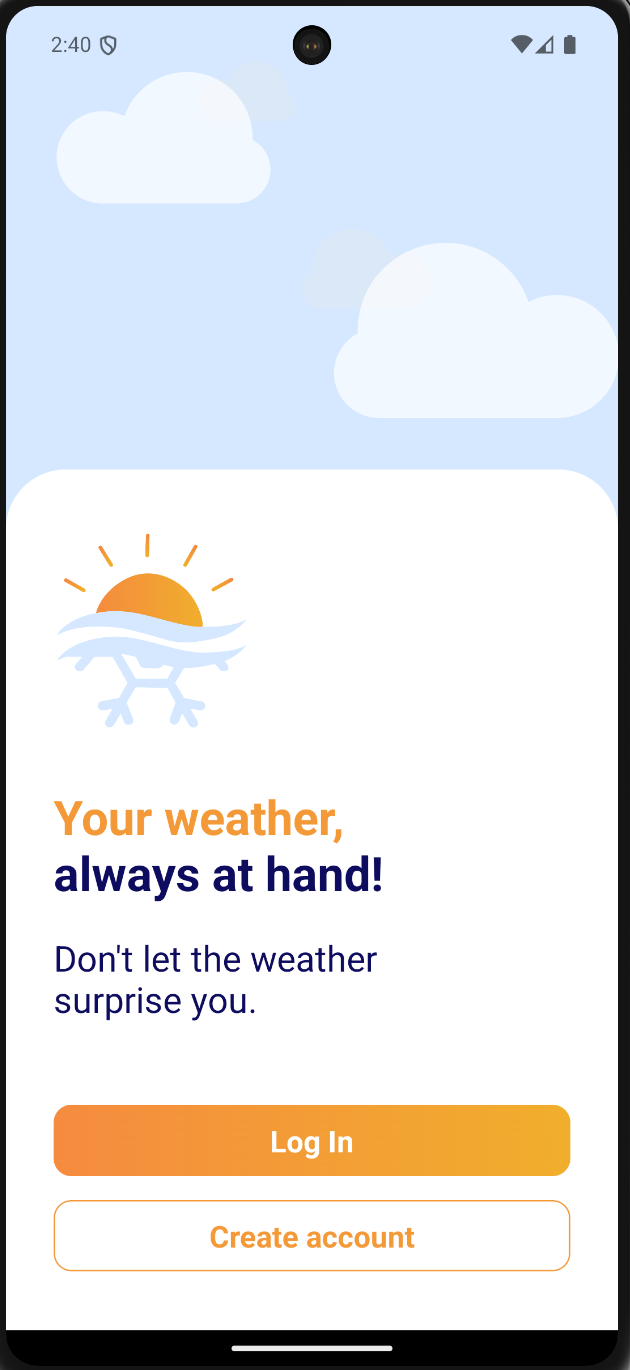 2:40
Your weather,
always at hand!
Don't let the weather
surprise you.
Log In
Create account